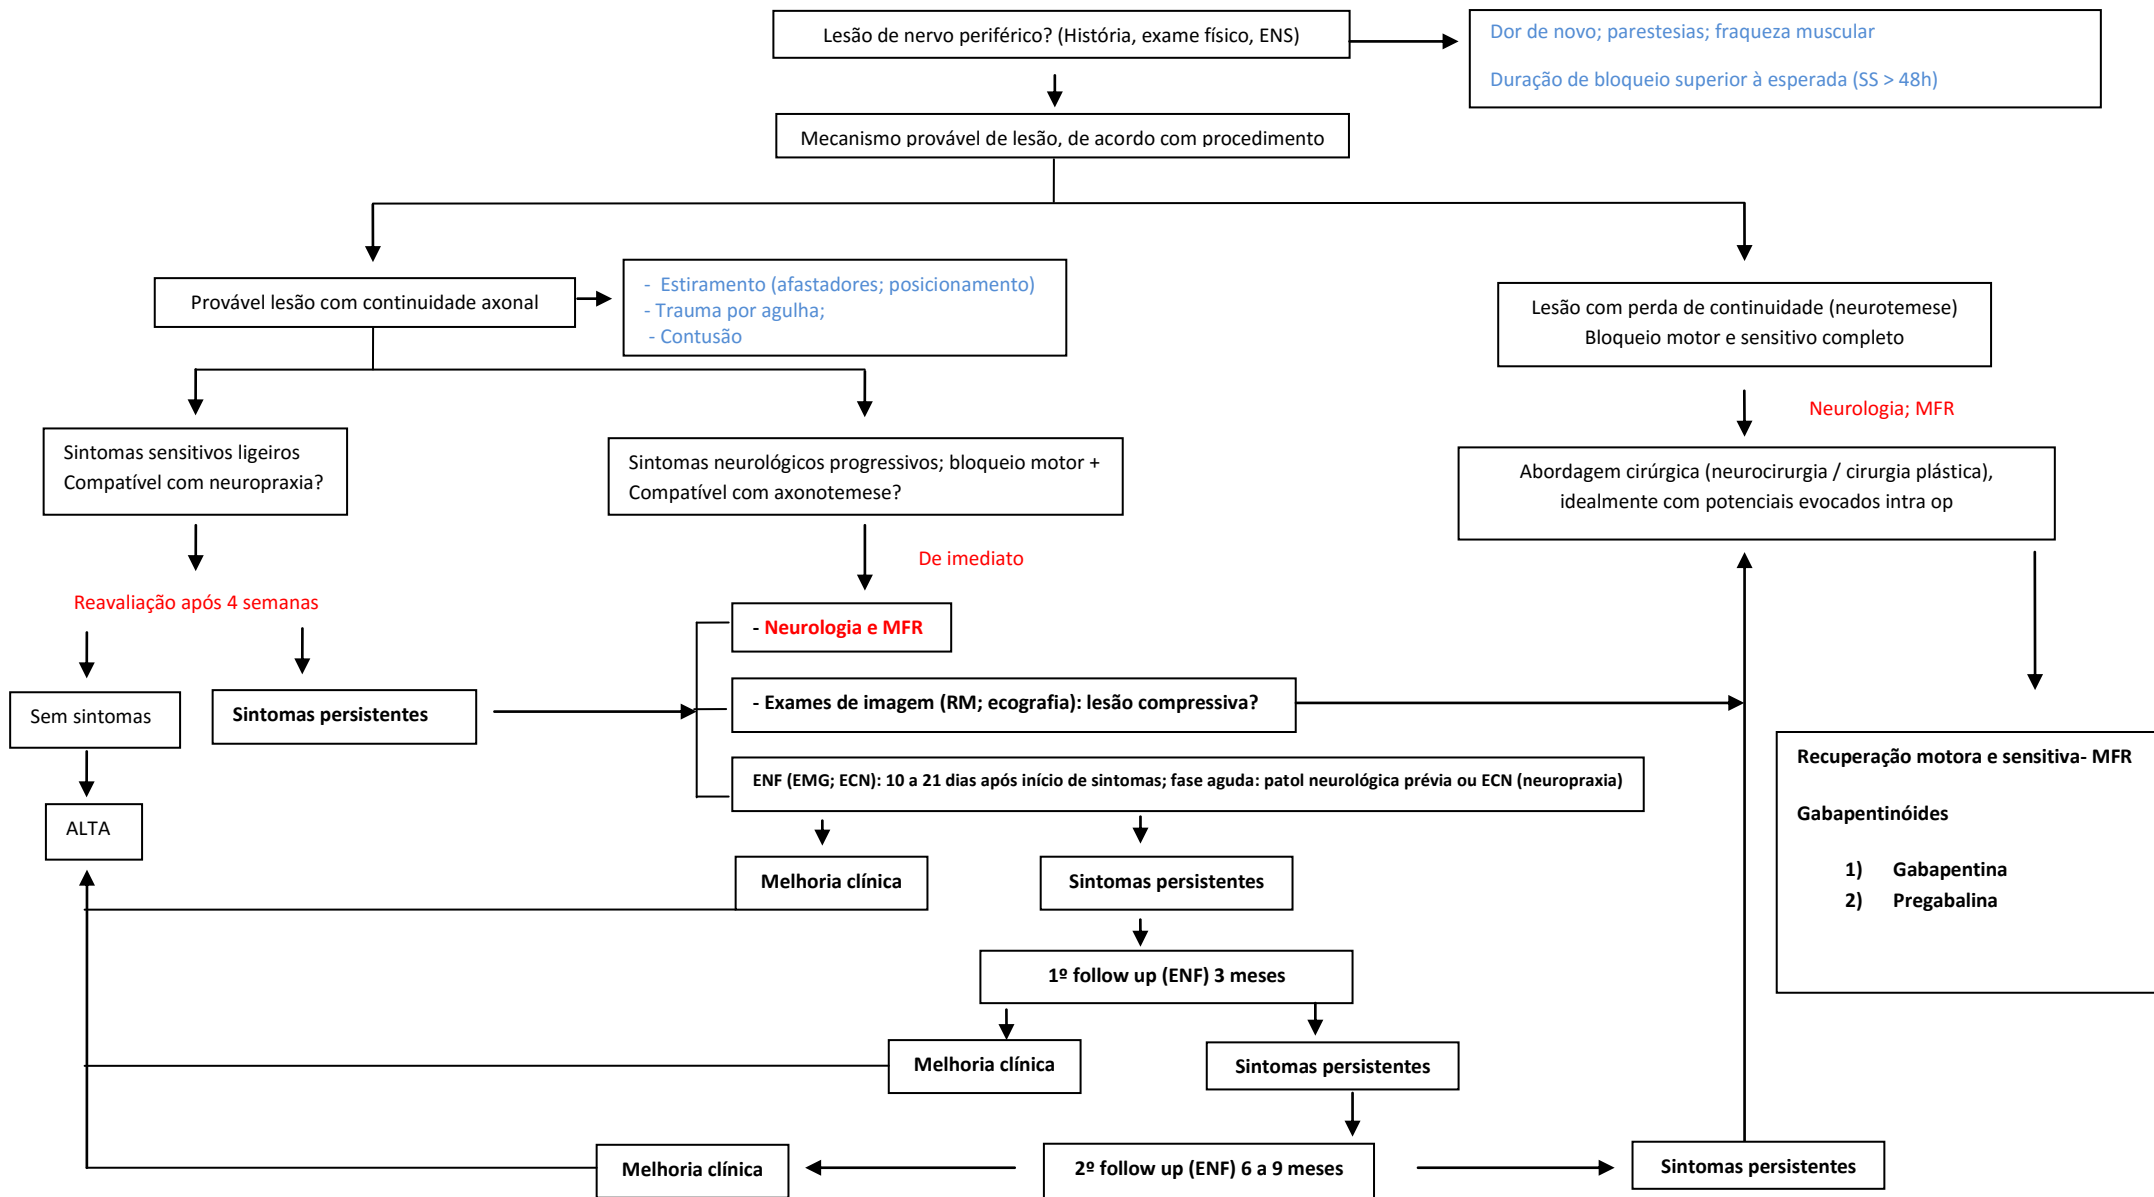 Lesão de nervo periférico? (História, exame físico, ENS)
Dor de novo; parestesias; fraqueza muscular
Duração de bloqueio superior à esperada (SS > 48h)
Mecanismo provável de lesão, de acordo com procedimento
Provável lesão com continuidade axonal
- Estiramento (afastadores; posicionamento)
- Trauma por agulha;
- Contusão
Lesão com perda de continuidade (neurotemese)
Bloqueio motor e sensitivo completo
Neurologia; MFR
Sintomas sensitivos ligeiros
Compatível com neuropraxia?
Sintomas neurológicos progressivos; bloqueio motor +
Compatível com axonotemese?
Abordagem cirúrgica (neurocirurgia / cirurgia plástica),
idealmente com potenciais evocados intra op
De imediato
Reavaliação após 4 semanas
- Neurologia e MFR
Sem sintomas
Sintomas persistentes
- Exames de imagem (RM; ecografia): lesão compressiva?
ENF (EMG; ECN): 10 a 21 dias após início de sintomas; fase aguda: patol neurológica prévia ou ECN (neuropraxia)
Recuperação motora e sensitiva- MFR
Gabapentinóides
1) Gabapentina
2) Pregabalina
ALTA
Melhoria clínica
Sintomas persistentes
1º follow up (ENF) 3 meses
Melhoria clínica
Sintomas persistentes
Melhoria clínica
2º follow up (ENF) 6 a 9 meses
Sintomas persistentes